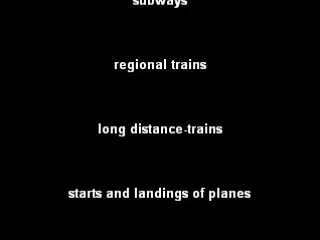 subways
regional trains
long distance-trains
starts and landings of planes